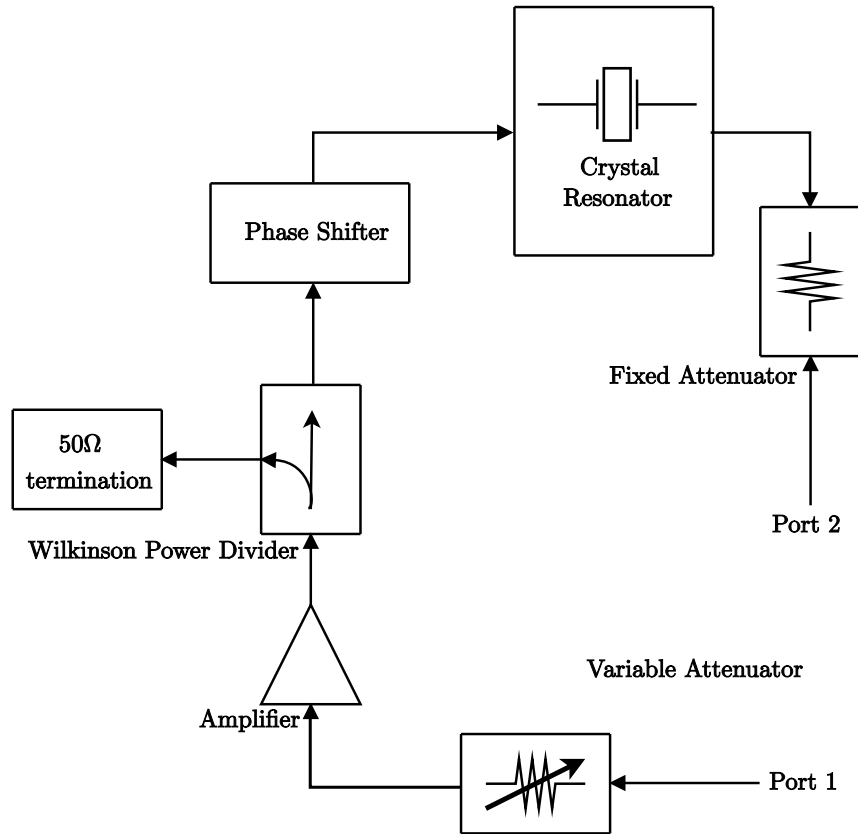 Crystal
Resonator
Phase Shifter
Fixed Attenuator
50Ω
termination
Port 2
Wilkinson Power Divider
Variable Attenuator
Amplifier
Port 1